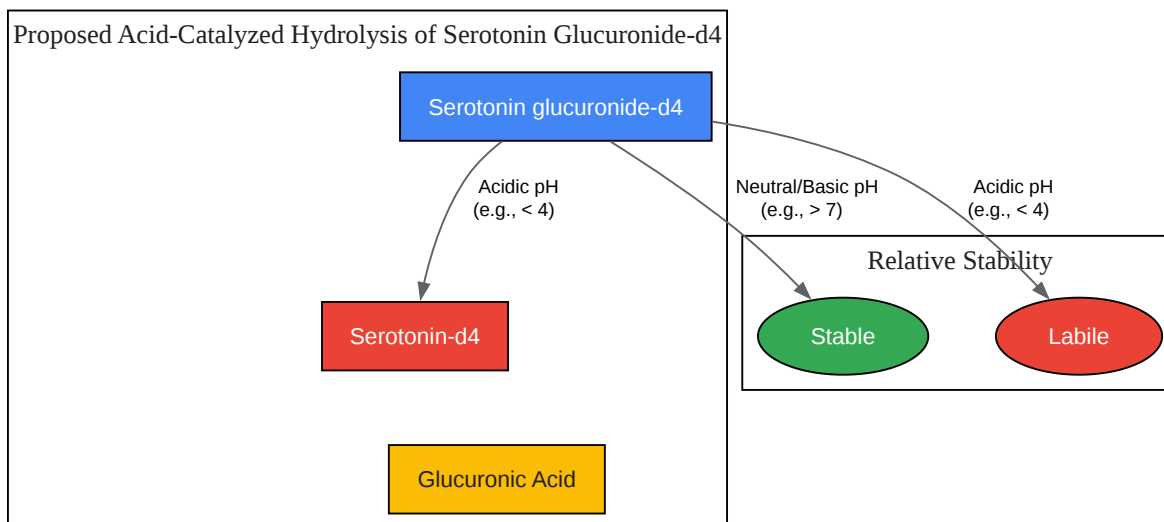 Proposed Acid-Catalyzed Hydrolysis of Serotonin Glucuronide-d4
Serotonin glucuronide-d4
Acidic pH
(e.g., < 4)
Neutral/Basic pH
(e.g., > 7)
Acidic pH
(e.g., < 4)
Relative Stability
Serotonin-d4
Stable
Labile
Glucuronic Acid